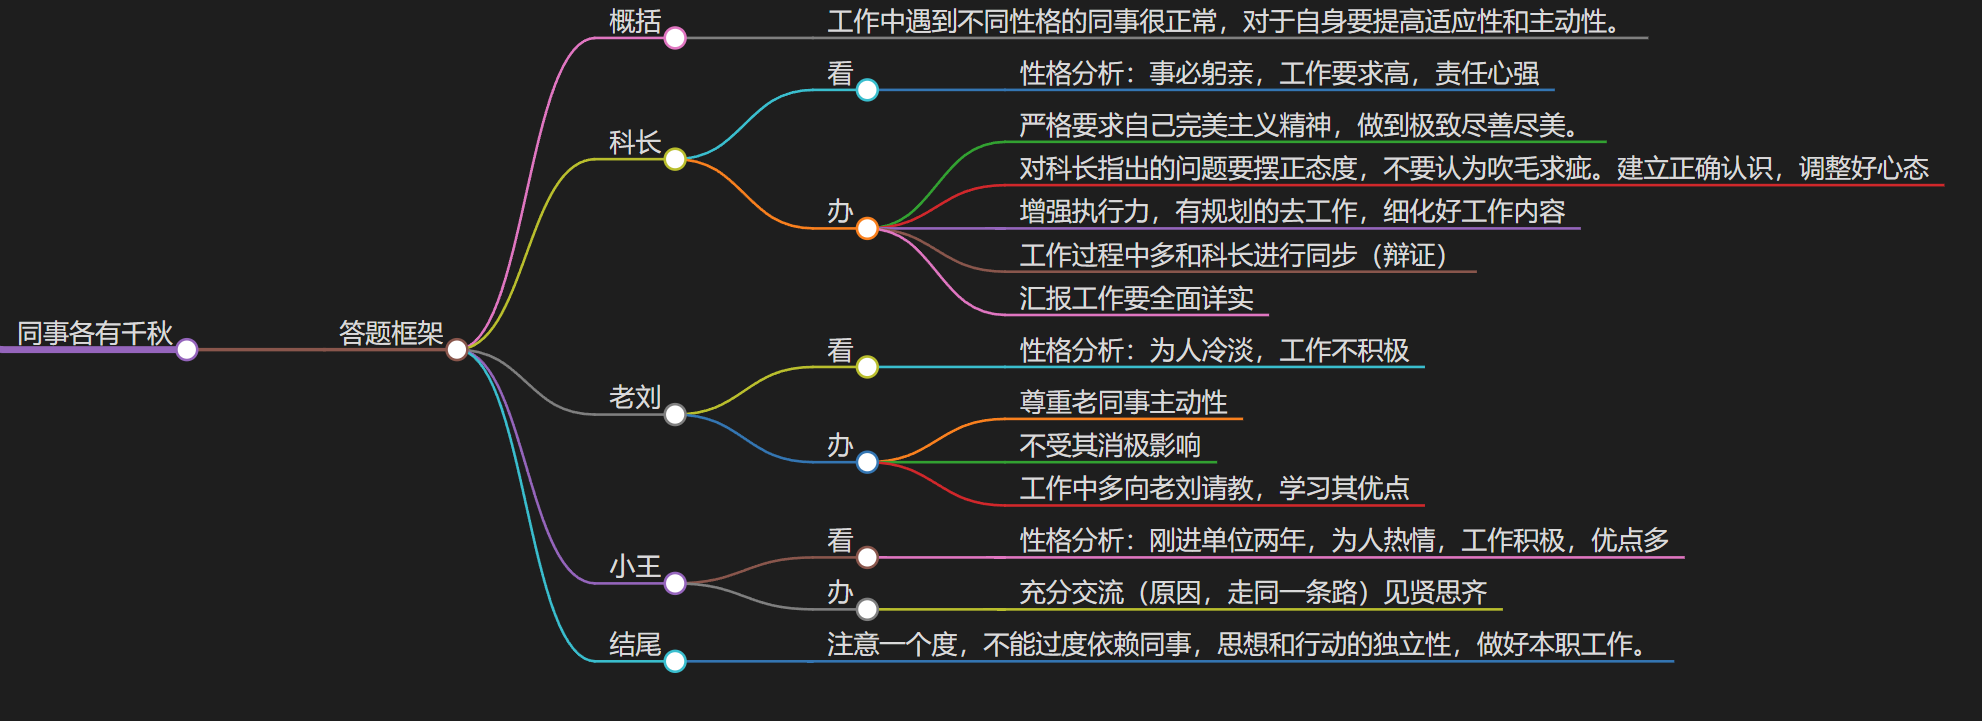 同事各有千秋
答题框架
概括
工作中遇到不同性格的同事很正常，对于自身要提高适应性和主动性。
科长
看
性格分析：事必躬亲，工作要求高，责任心强
办
严格要求自己完美主义精神，做到极致尽善尽美。
对科长指出的问题要摆正态度，不要认为吹毛求疵。建立正确认识，调整好心态
增强执行力，有规划的去工作，细化好工作内容
工作过程中多和科长进行同步（辩证）
汇报工作要全面详实
老刘
看
性格分析：为人冷淡，工作不积极
办
尊重老同事主动性
不受其消极影响
工作中多向老刘请教，学习其优点
小王
看
性格分析：刚进单位两年，为人热情，工作积极，优点多
办
充分交流（原因，走同一条路）见贤思齐
结尾
注意一个度，不能过度依赖同事，思想和行动的独立性，做好本职工作。